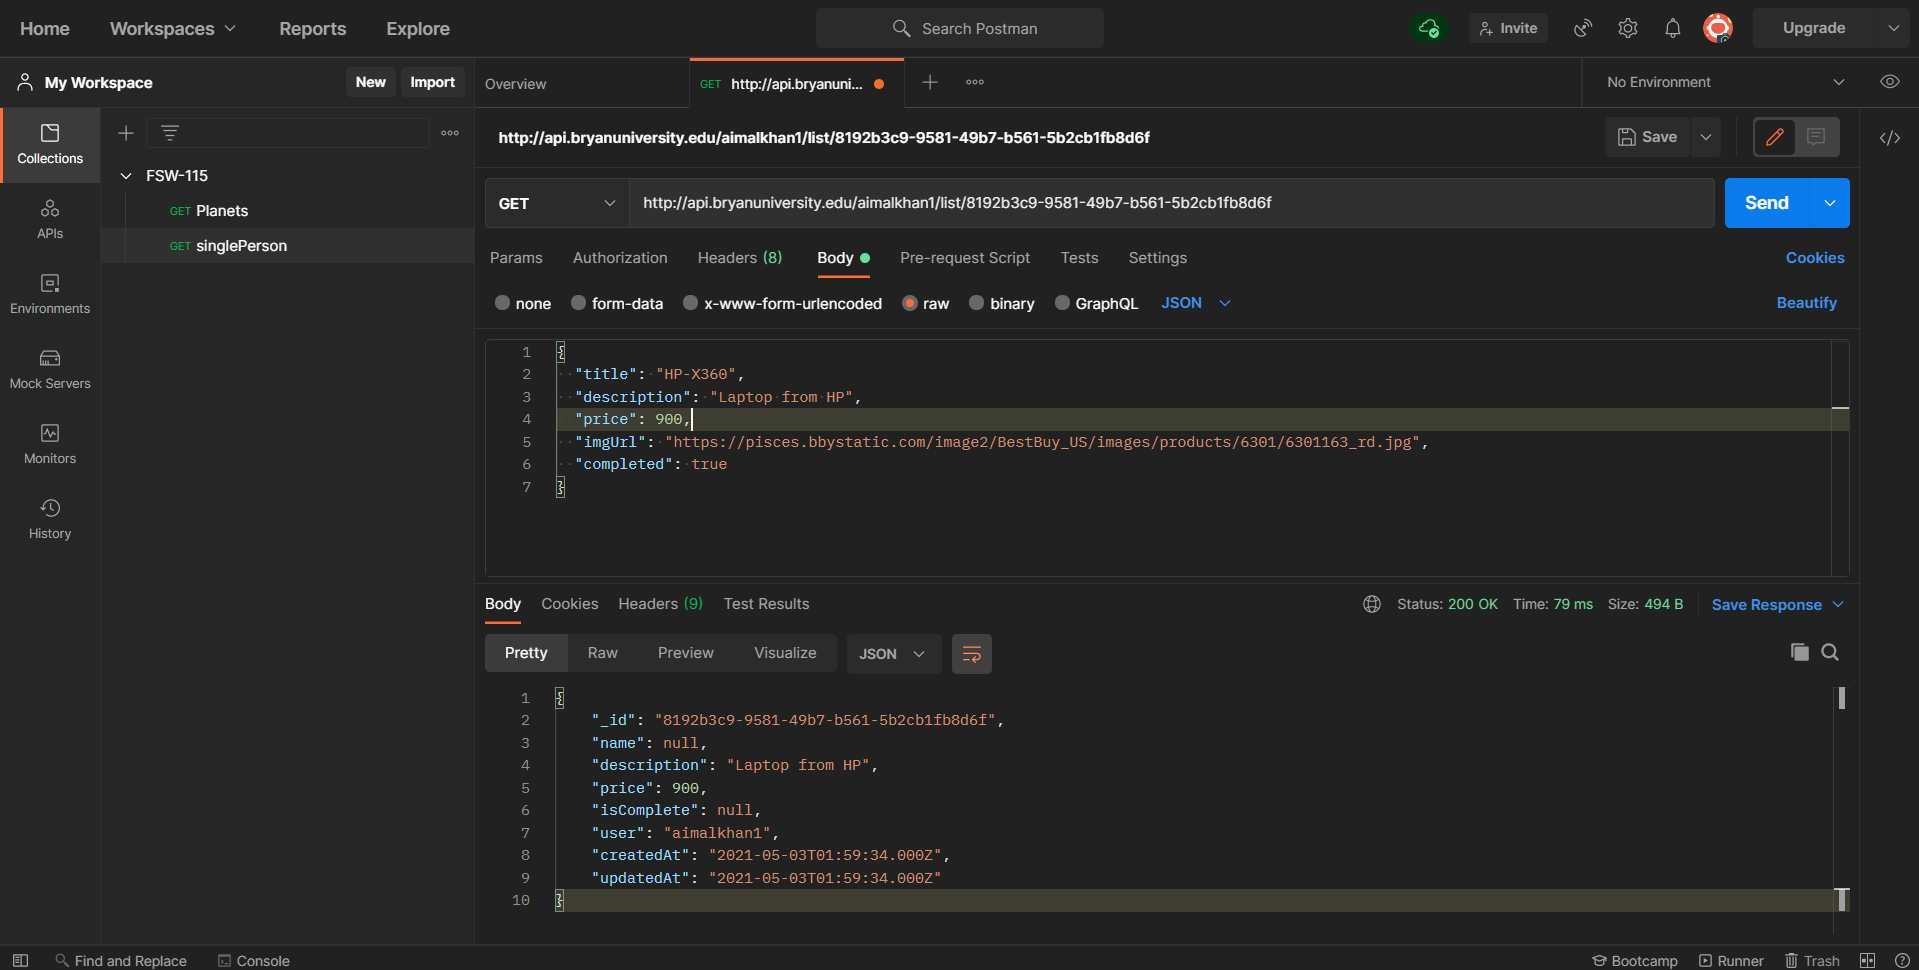 Home Workspaces Reports Explore Search Postman Invite Upgrade
My Workspace New Import Overview GET http://api.bryanuni... No Environment
http://api.bryanuniversity.edu/aimalkhan1/list/8192b3c9-9581-49b7-b561-5b2cb1fb8d6f Save
Collections
FSW-115
GET Planets
GET singlePerson
APIs
Environments
Mock Servers
Monitors
History
GET http://api.bryanuniversity.edu/aimalkhan1/list/8192b3c9-9581-49b7-b561-5b2cb1fb8d6f Send
Params Authorization Headers (8) Body Pre-request Script Tests Settings Cookies
none form-data x-www-form-urlencoded raw binary GraphQL JSON Beautify
1 {
2 "title": "HP-X360",
3 "description": "Laptop from HP",
4 "price": 900,
5 "imgUrl": "https://pisces.bbystatic.com/image2/BestBuy_US/images/products/6301/6301163_rd.jpg",
6 "completed": true
7 }
Body Cookies Headers (9) Test Results Status: 200 OK Time: 79 ms Size: 494 B Save Response
Pretty Raw Preview Visualize JSON
1 {
2 "_id": "8192b3c9-9581-49b7-b561-5b2cb1fb8d6f",
3 "name": null,
4 "description": "Laptop from HP",
5 "price": 900,
6 "isComplete": null,
7 "user": "aimalkhan1",
8 "createdAt": "2021-05-03T01:59:34.000Z",
9 "updatedAt": "2021-05-03T01:59:34.000Z"
10 }
Find and Replace Console Bootcamp Runner Trash